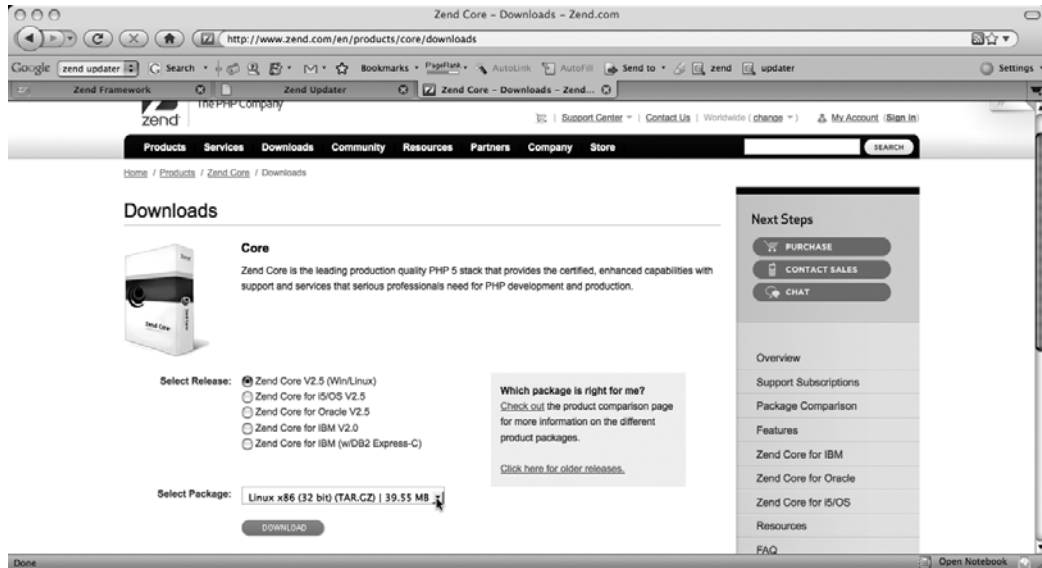 Zend Core – Downloads – Zend.com
http://www.zend.com/en/products/core/downloads
Google zend updater Search Bookmarks PageRank AutoLink AutoFill Send to zend updater Settings
Zend Framework Zend Updater Zend Core – Downloads – Zend...
The PHP Company
zend Support Center | Contact Us | Worldwide ( change ) My Account (Sign in)
Products Services Downloads Community Resources Partners Company Store SEARCH
Home / Products / Zend Core / Downloads
Downloads
Core
Zend Core is the leading production quality PHP 5 stack that provides the certified, enhanced capabilities with
support and services that serious professionals need for PHP development and production.
Zend Core
Select Release:
Zend Core V2.5 (Win/Linux)
Zend Core for i5/OS V2.5
Zend Core for Oracle V2.5
Zend Core for IBM V2.0
Zend Core for IBM (w/DB2 Express-C)
Which package is right for me?
Check out the product comparison page
for more information on the different
product packages.
Click here for older releases.
Select Package: Linux x86 (32 bit) (TAR.GZ) | 39.55 MB
DOWNLOAD
Next Steps
PURCHASE
CONTACT SALES
CHAT
Overview
Support Subscriptions
Package Comparison
Features
Zend Core for IBM
Zend Core for Oracle
Zend Core for i5/OS
Resources
FAQ
Done Open Notebook